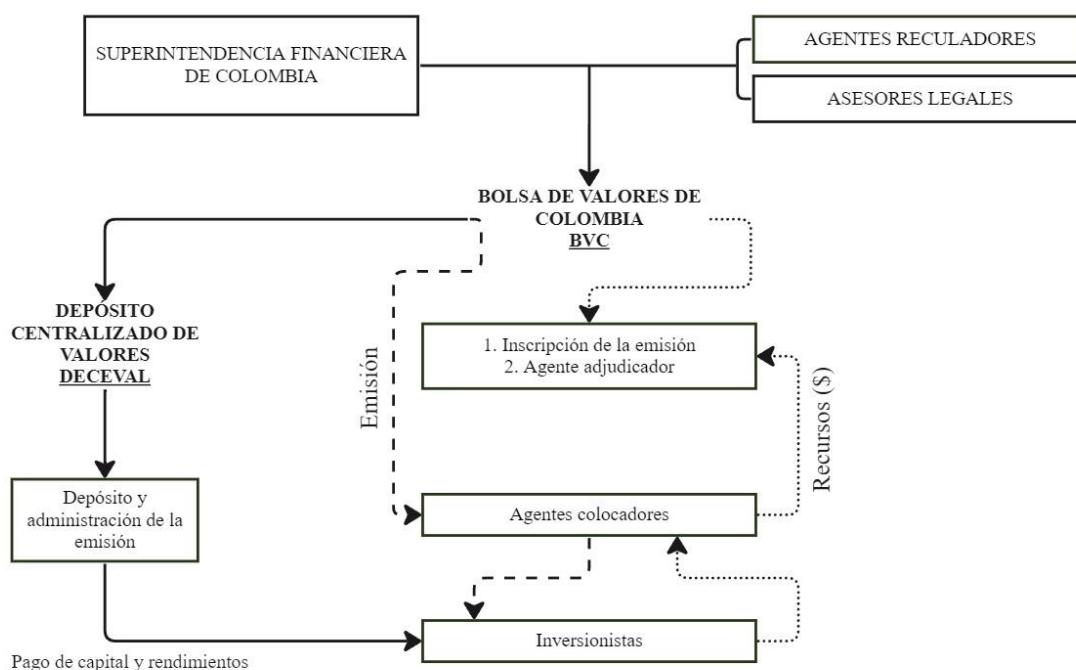 SUPERINTENDENCIA FINANCIERA
DE COLOMBIA
AGENTES RECULADORES
ASESORES LEGALES
BOLSA DE VALORES DE
COLOMBIA
BVC
DEPÓSITO
CENTRALIZADO DE
VALORES
DECEVAL
1. Inscripción de la emisión
2. Agente adjudicador
Emisión
Recursos ($)
Depósito y
administración de la
emisión
Agentes colocadores
Inversionistas
Pago de capital y rendimientos